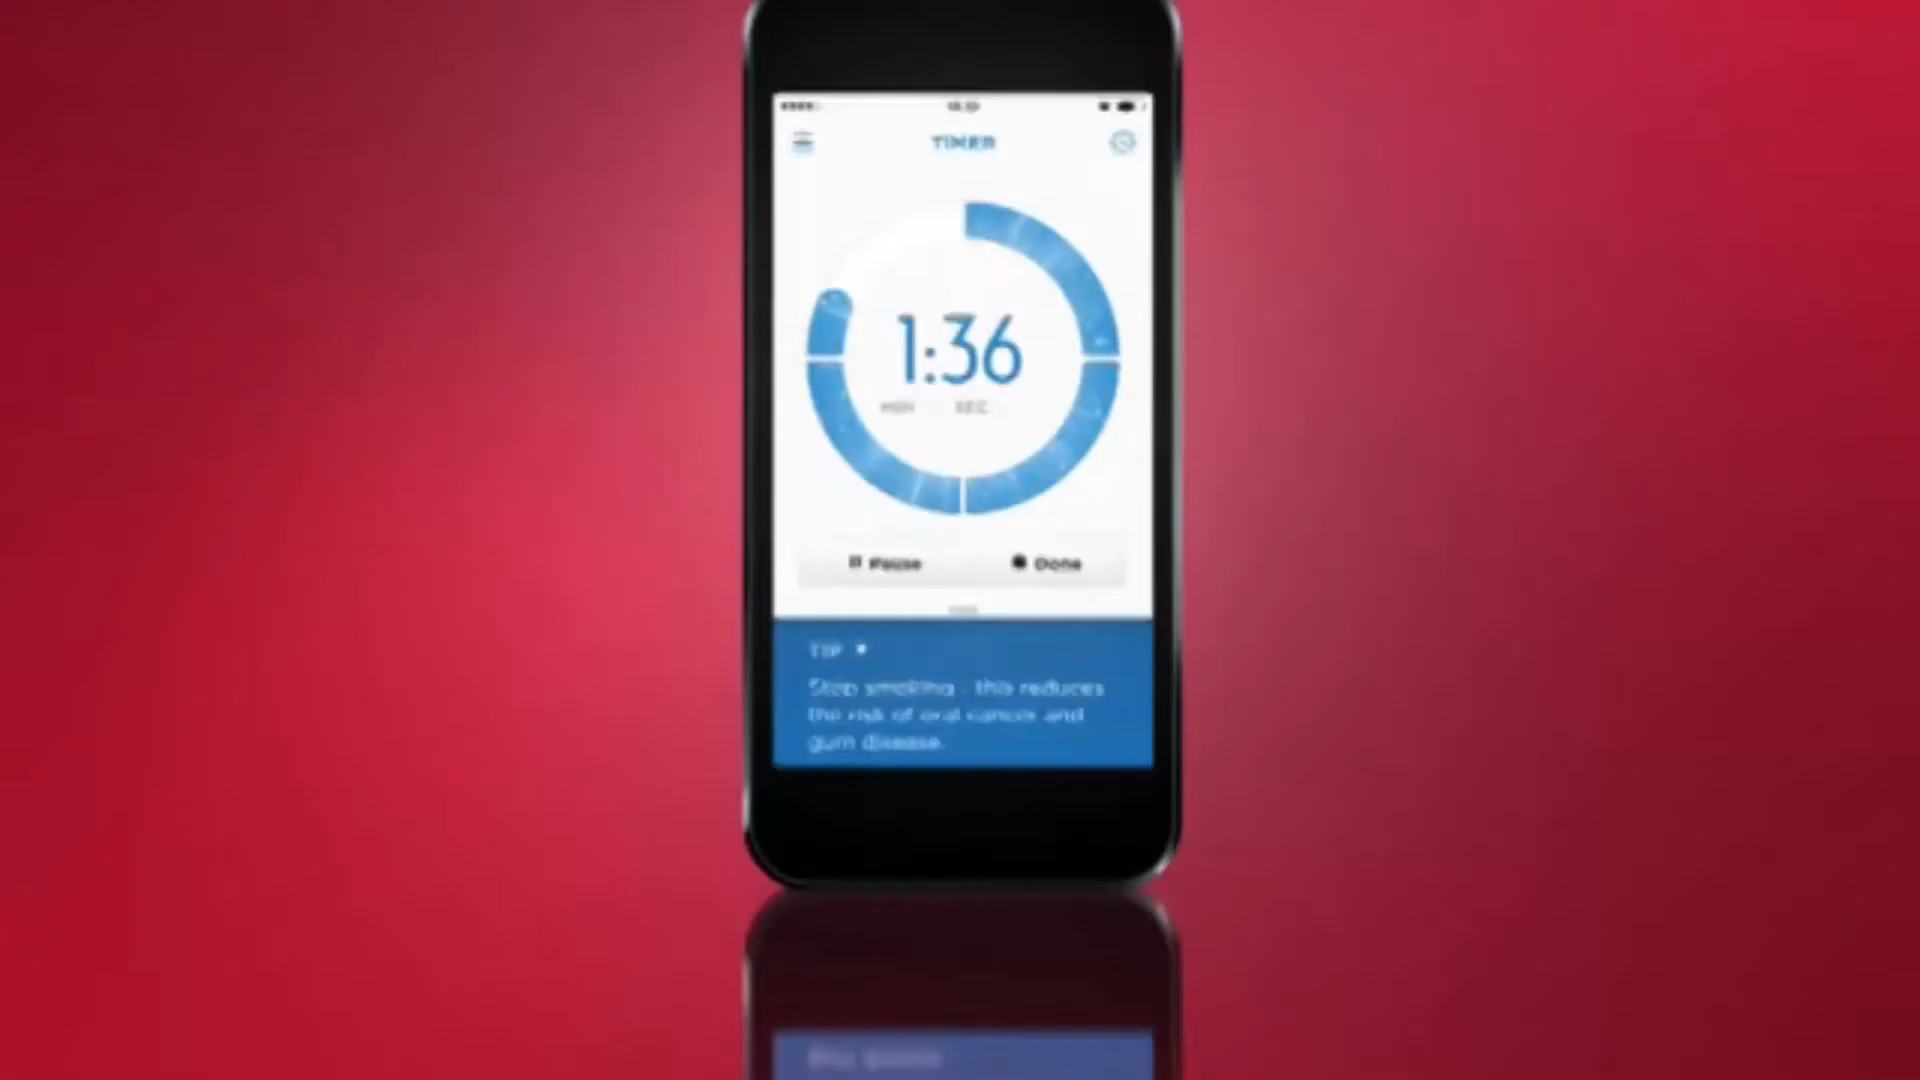 TIMER
1:36
MIN SEC
Pause Done
TIP
Stop smoking - this reduces
the risk of oral cancer and
gum disease.